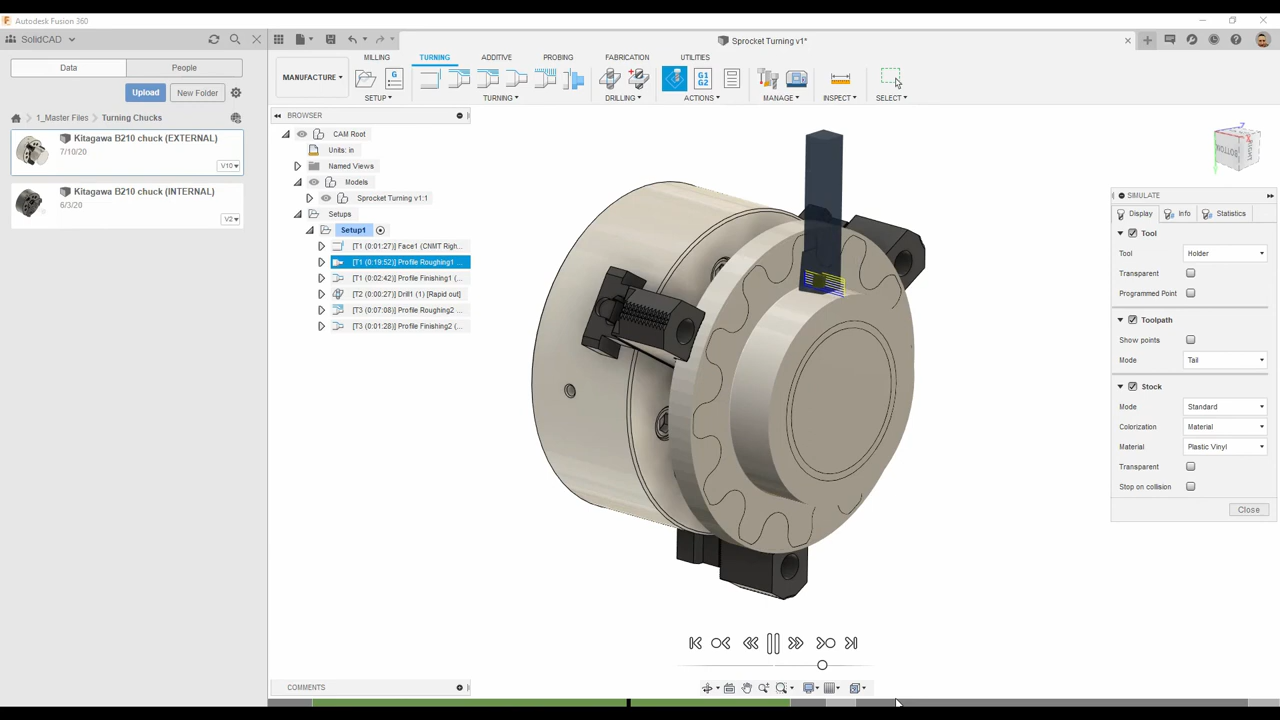 Autodesk Fusion 360
SolidCAD
Sprocket Turning v1*
Data
People
Upload
New Folder
1_Master Files
Turning Chucks
Kitagawa B210 chuck (EXTERNAL)
7/10/20
V10
Kitagawa B210 chuck (INTERNAL)
6/3/20
V2
MILLING
TURNING
ADDITIVE
PROBING
FABRICATION
UTILITIES
MANUFACTURE
G
G1
G2
SETUP
TURNING
DRILLING
ACTIONS
MANAGE
INSPECT
SELECT
BROWSER
CAM Root
Units: in
Named Views
Models
Sprocket Turning v1:1
Setups
Setup1
[T1 (0:01:27)] Face1 (CNMT Righ...
[T1 (0:19:52)] Profile Roughing1 ...
[T1 (0:02:42)] Profile Finishing1 (...
[T2 (0:00:27)] Drill1 (1) [Rapid out]
[T3 (0:07:08)] Profile Roughing2 ...
[T3 (0:01:28)] Profile Finishing2 (...
BOTTOM
RIGHT
SIMULATE
Display
Info
Statistics
Tool
Tool
Holder
Transparent
Programmed Point
Toolpath
Show points
Mode
Tail
Stock
Mode
Standard
Colorization
Material
Material
Plastic Vinyl
Transparent
Stop on collision
Close
COMMENTS